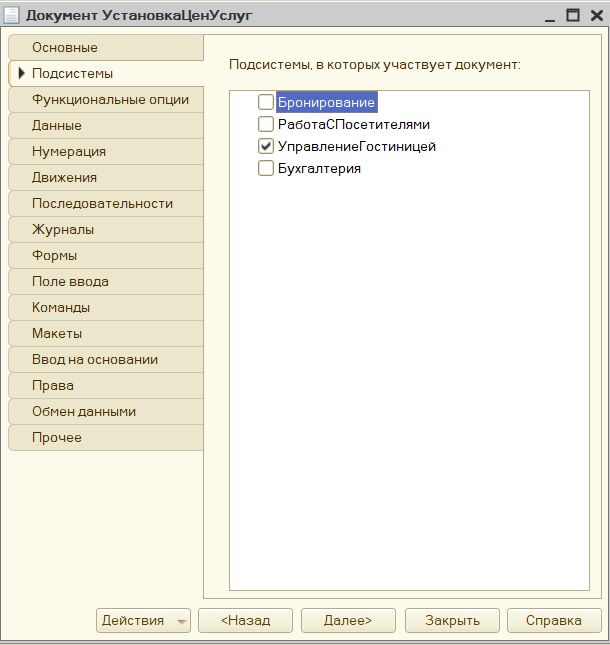 Документ УстановкаЦенУслуг
Основные
Подсистемы
Функциональные опции
Данные
Нумерация
Движения
Последовательности
Журналы
Формы
Поле ввода
Команды
Макеты
Ввод на основании
Права
Обмен данными
Прочее
Подсистемы, в которых участвует документ:
Бронирование
РаботаСПосетителями
УправлениеГостиницей
Бухгалтерия
Действия
<Назад
Далее>
Закрыть
Справка